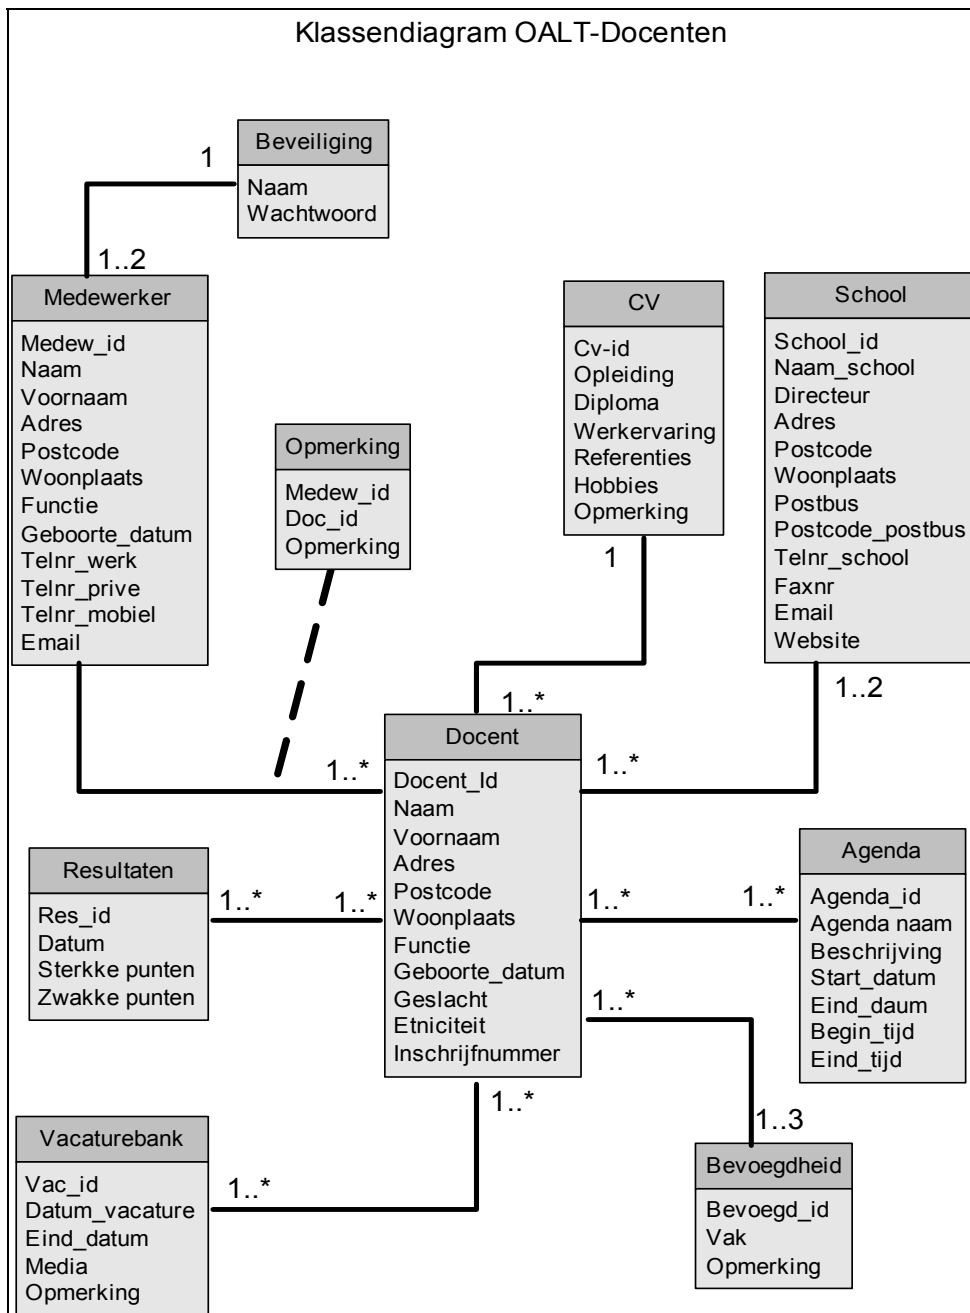 Klassendiagram OALT-Docenten
Beveiliging
Naam
Wachtwoord
1
1..2
Medewerker
Medew_id
Naam
Voornaam
Adres
Postcode
Woonplaats
Functie
Geboorte_datum
Telnr_werk
Telnr_prive
Telnr_mobiel
Email
Opmerking
Medew_id
Doc_id
Opmerking
CV
Cv-id
Opleiding
Diploma
Werkervaring
Referenties
Hobbies
Opmerking
1
1..*
School
School_id
Naam_school
Directeur
Adres
Postcode
Woonplaats
Postbus
Postcode_postbus
Telnr_school
Faxnr
Email
Website
1..2
1..*
1..*
Docent
Docent_Id
Naam
Voornaam
Adres
Postcode
Woonplaats
Functie
Geboorte_datum
Geslacht
Etniciteit
Inschrijfnummer
Resultaten
Res_id
Datum
Sterkke punten
Zwakke punten
1..*
1..*
1..*
1..*
Agenda
Agenda_id
Agenda naam
Beschrijving
Start_datum
Eind_daum
Begin_tijd
Eind_tijd
1..*
1..3
Bevoegdheid
Bevoegd_id
Vak
Opmerking
1..*
1..*
Vacaturebank
Vac_id
Datum_vacature
Eind_datum
Media
Opmerking